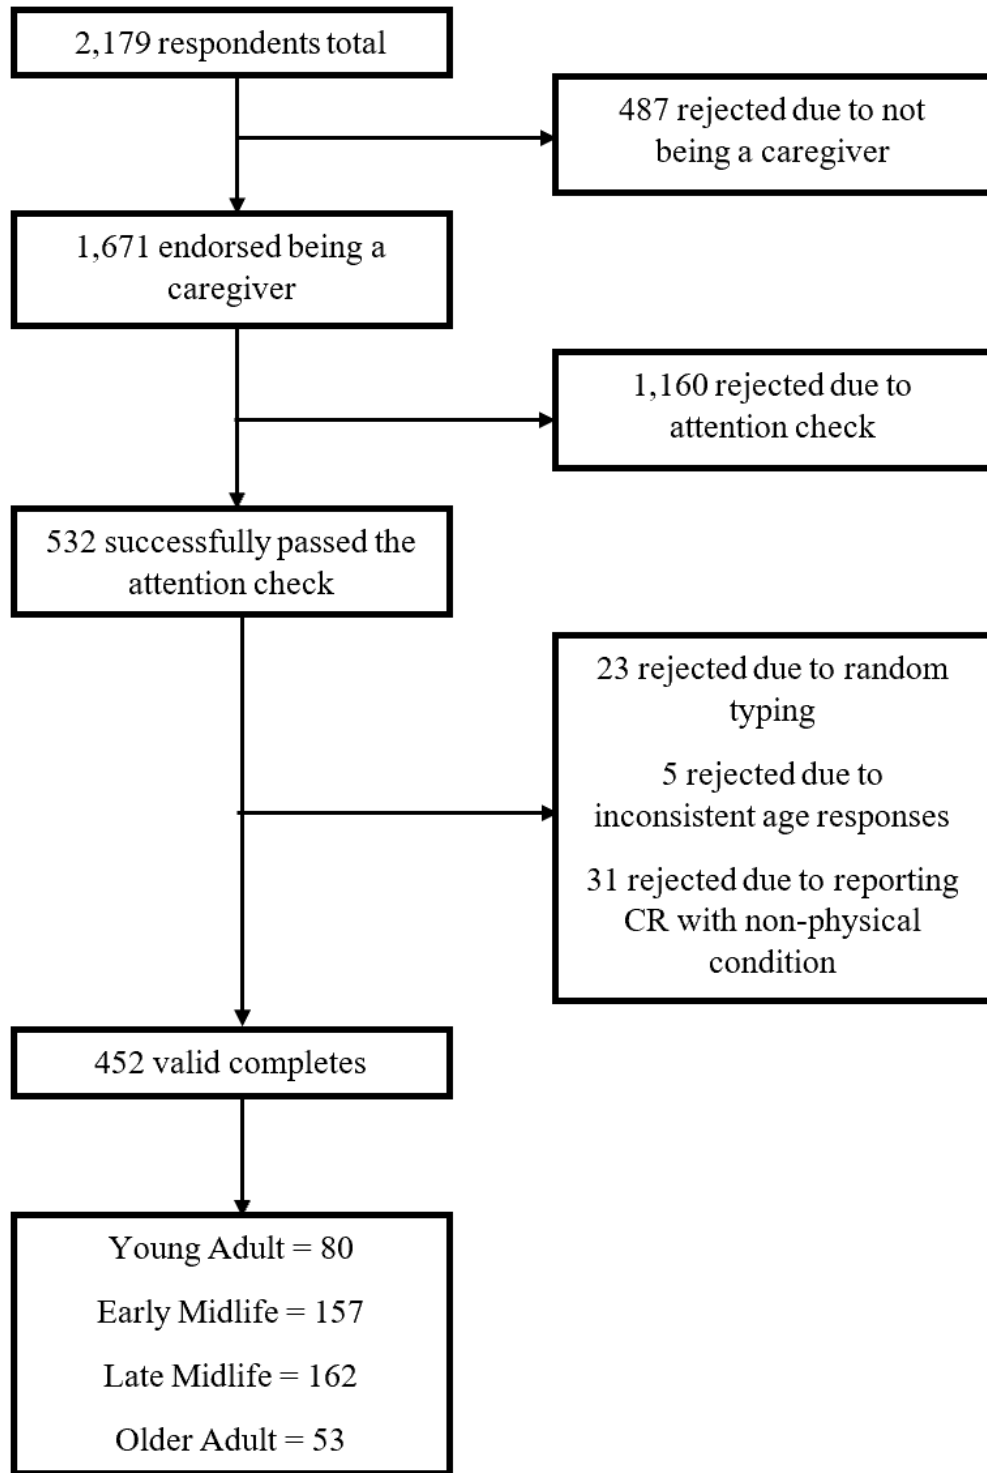 2,179 respondents total
487 rejected due to not
being a caregiver
1,671 endorsed being a
caregiver
1,160 rejected due to
attention check
532 successfully passed the
attention check
23 rejected due to random
typing
5 rejected due to
inconsistent age responses
31 rejected due to reporting
CR with non-physical
condition
452 valid completes
Young Adult = 80
Early Midlife = 157
Late Midlife = 162
Older Adult = 53